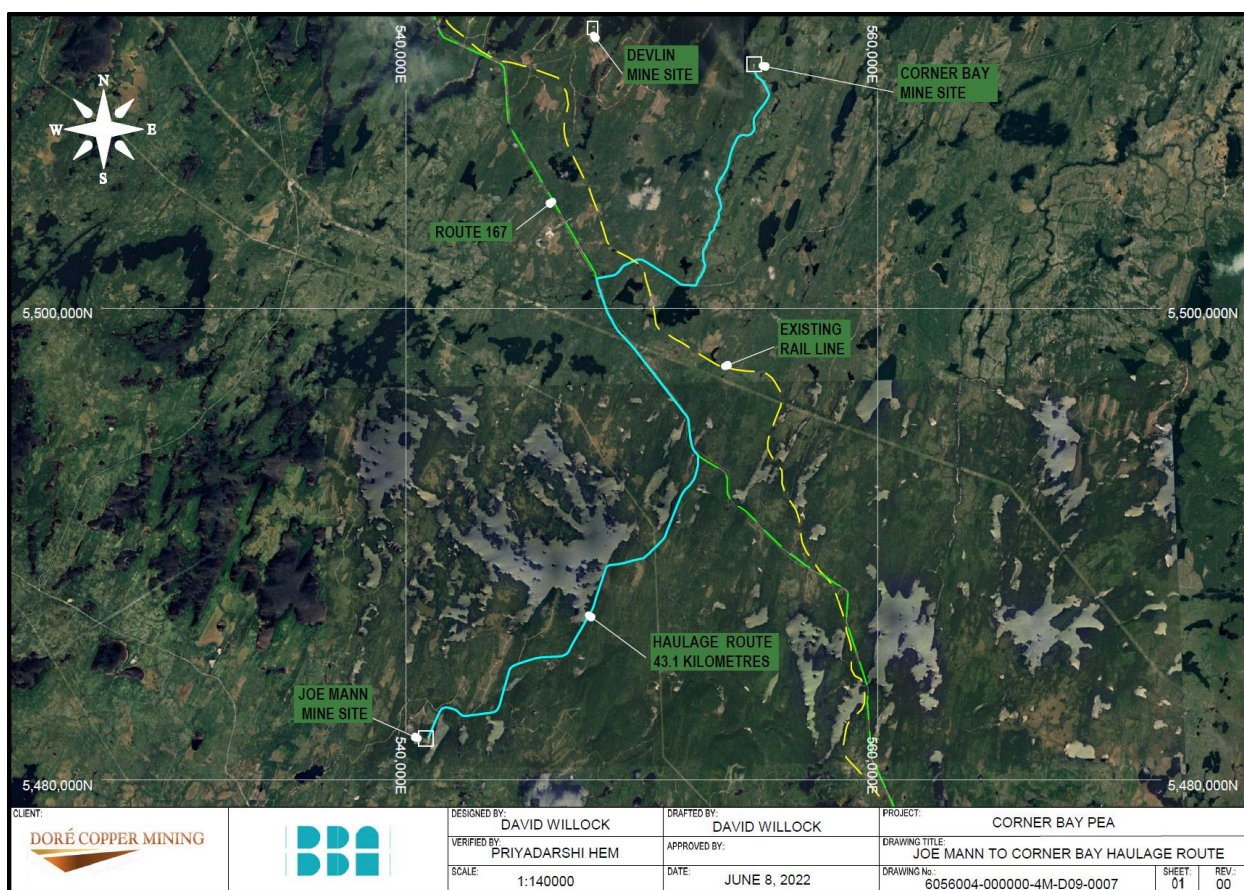 540,000E
560,000E
DEVLIN
MINE SITE
CORNER BAY
MINE SITE
N
W
E
S
ROUTE 167
5,500,000N
5,500,000N
EXISTING
RAIL LINE
HAULAGE ROUTE
43.1 KILOMETRES
JOE MANN
MINE SITE
540,000E
560,000E
5,480,000N
5,480,000N
CLIENT:
DORÉ COPPER MINING
BBA
DESIGNED BY:
DAVID WILLOCK
DRAFTED BY:
DAVID WILLOCK
PROJECT:
CORNER BAY PEA
VERIFIED BY:
PRIYADARSHI HEM
APPROVED BY:
DRAWING TITLE:
JOE MANN TO CORNER BAY HAULAGE ROUTE
SCALE:
1:140000
DATE:
JUNE 8, 2022
DRAWING No.:
6056004-000000-4M-D09-0007
SHEET:
01
REV.:
00